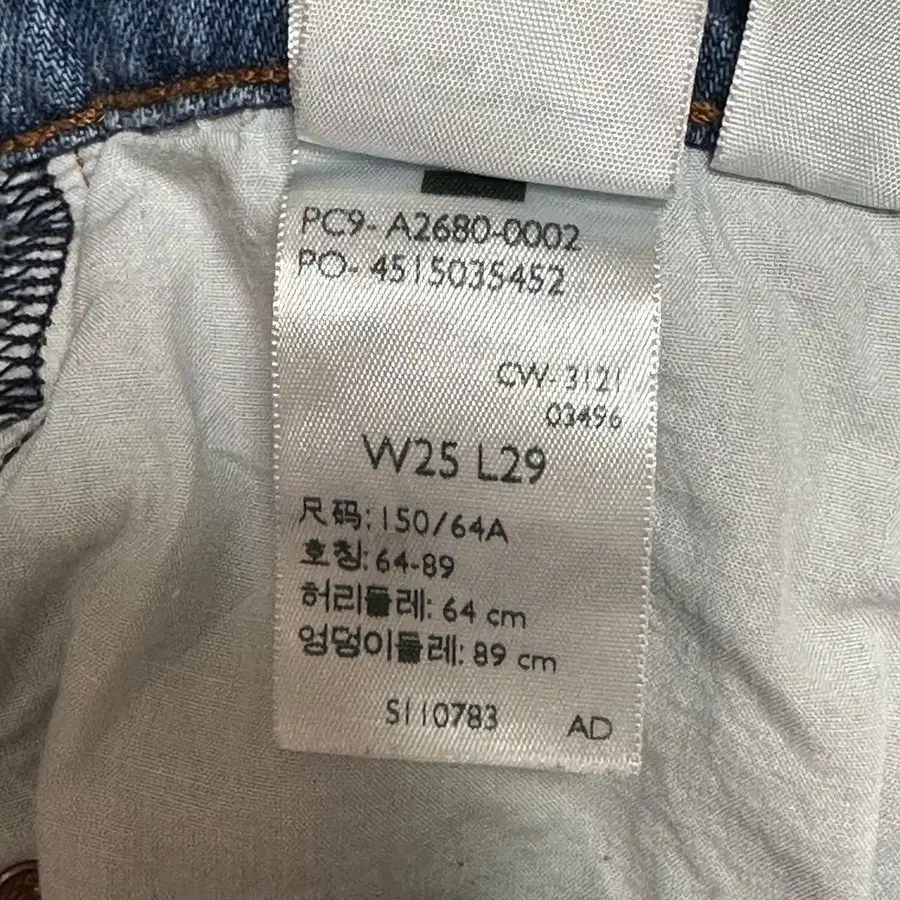 PC9- A2680-0002
PO- 4515035452
CW- 3121
03496
W25 L29
尺码: 150/64A
호칭: 64-89
허리둘레: 64 cm
엉덩이둘레: 89 cm
S110783 AD